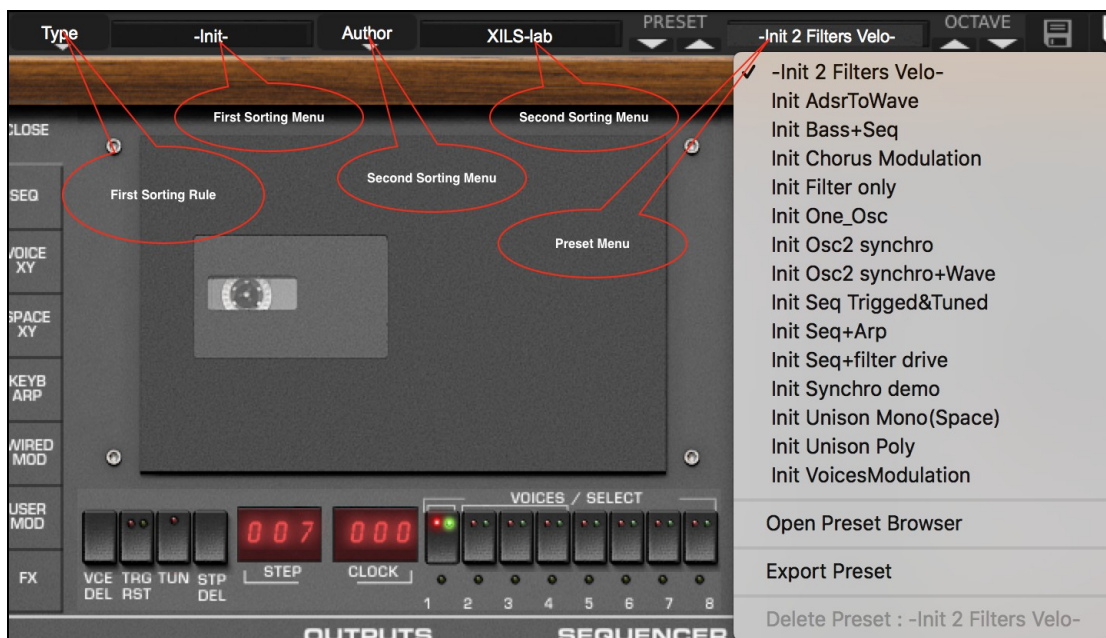 PRESET
OCTAVE
Type
-Init-
Author
XILS-lab
-Init 2 Filters Velo-
✓ -Init 2 Filters Velo-
Init AdsrToWave
Init Bass+Seq
Init Chorus Modulation
Init Filter only
Init One_Osc
Init Osc2 synchro
Init Osc2 synchro+Wave
Init Seq Trigged&Tuned
Init Seq+Arp
Init Seq+filter drive
Init Synchro demo
Init Unison Mono(Space)
Init Unison Poly
Init VoicesModulation
Open Preset Browser
Export Preset
Delete Preset : -Init 2 Filters Velo-
First Sorting Menu
Second Sorting Menu
Second Sorting Menu
First Sorting Rule
Preset Menu
CLOSE
SEQ
VOICE
XY
SPACE
XY
KEYB
ARP
WIRED
MOD
USER
MOD
FX
VOICES / SELECT
007
000
VCE
DEL
TRG
RST
TUN
STP
DEL
STEP
CLOCK
1 2 3 4 5 6 7 8
OUTPUTS
SEQUENCER